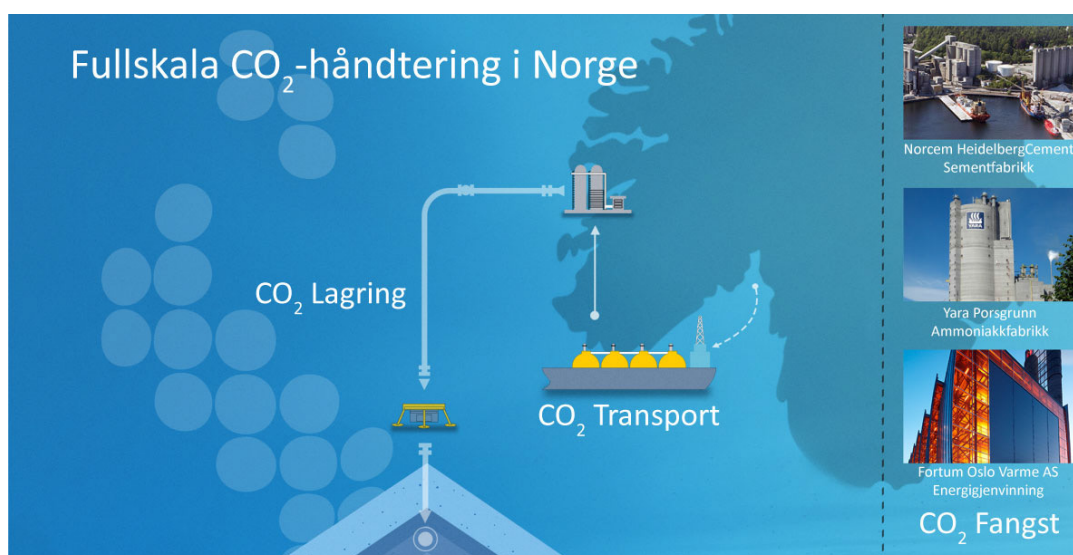 Fullskala CO₂-håndtering i Norge
CO₂ Lagring
CO₂ Transport
Norcem HeidelbergCement
Sementfabrikk
YARA
Yara Porsgrunn
Ammoniakkfabrikk
Fortum Oslo Varme AS
Energigjenvinning
CO₂ Fangst